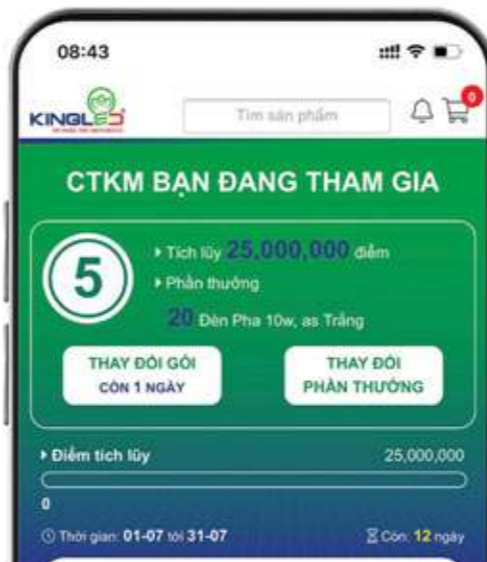 08:43
KINGLED
Tìm sản phẩm
0
CTKM BẠN ĐANG THAM GIA
5
Tích lũy 25,000,000 điểm
Phần thưởng
20 Đèn Pha 10w, as Trắng
THAY ĐỔI GÓI
CÒN 1 NGÀY
THAY ĐỔI
PHẦN THƯỞNG
Điểm tích lũy
25,000,000
0
Thời gian: 01-07 tới 31-07
Còn: 12 ngày